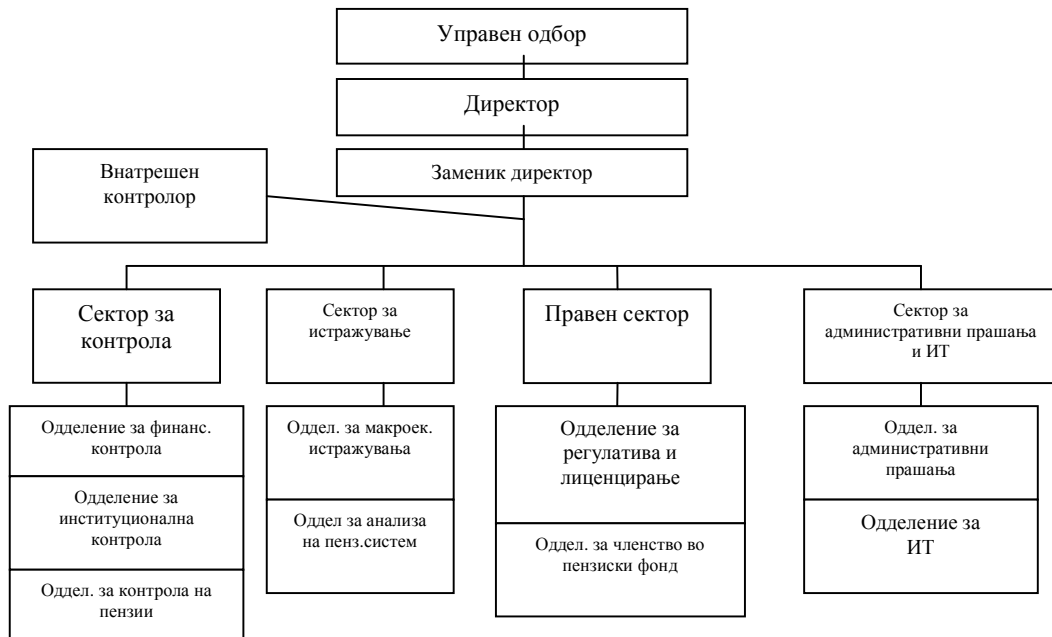 Управен одбор
Директор
Заменик директор
Внатрешен
контролор
Сектор за
контрола
Сектор за
истражување
Правен сектор
Сектор за
административни прашања
и ИТ
Одделение за финанс.
контрола
Одделение за
институционална
контрола
Оддел. за контрола на
пензии
Оддел. за макроек.
истражувања
Оддел за анализа
на пенз.систем
Одделение за
регулатива и
лиценцирање
Оддел. за членство во
пензиски фонд
Оддел. за
административни
прашања
Одделение за
ИТ